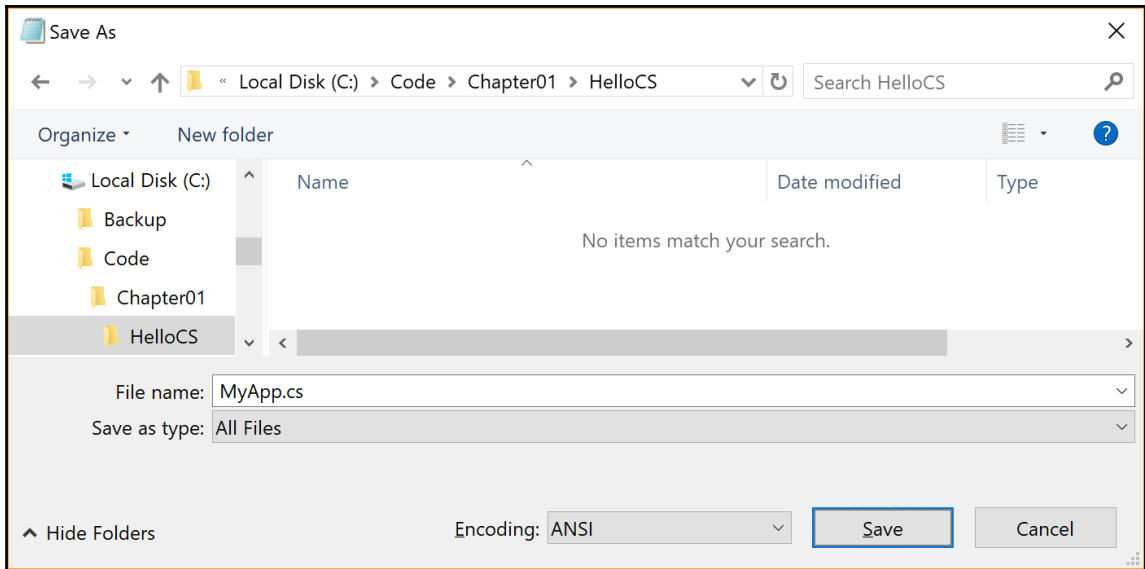 Save As
« Local Disk (C:) > Code > Chapter01 > HelloCS
Search HelloCS
Organize
New folder
?
Local Disk (C:)
Backup
Code
Chapter01
HelloCS
Name
Date modified
Type
No items match your search.
File name: MyApp.cs
Save as type: All Files
Hide Folders
Encoding: ANSI
Save
Cancel